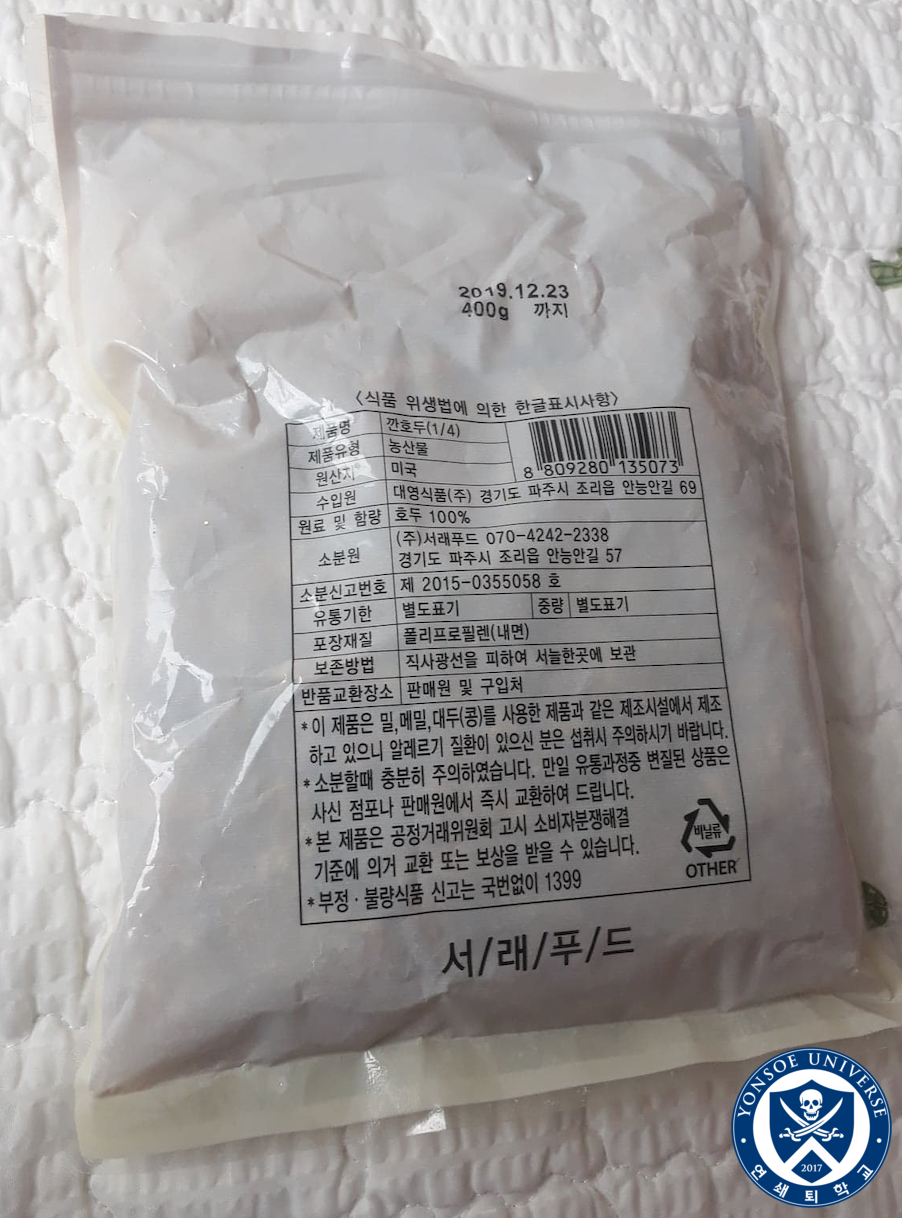 2019.12.23
400g 까지
<식품 위생법에 의한 한글표시사항>
제품명 깐호두(1/4)
제품유형 농산물
원산지 미국
8 809280 135073
수입원 대영식품(주) 경기도 파주시 조리읍 안능안길 69
원료 및 함량 호두 100%
소분원 (주)서래푸드 070-4242-2338
경기도 파주시 조리읍 안능안길 57
소분신고번호 제 2015-0355058 호
유통기한 별도표기 중량 별도표기
포장재질 폴리프로필렌(내면)
보존방법 직사광선을 피하여 서늘한곳에 보관
반품교환장소 판매원 및 구입처
*이 제품은 밀,메밀,대두(콩)를 사용한 제품과 같은 제조시설에서 제조
하고 있으니 알레르기 질환이 있으신 분은 섭취시 주의하시기 바랍니다.
*소분할때 충분히 주의하였습니다. 만일 유통과정중 변질된 상품은
사신 점포나 판매원에서 즉시 교환하여 드립니다.
*본 제품은 공정거래위원회 고시 소비자분쟁해결
기준에 의거 교환 또는 보상을 받을 수 있습니다.
*부정·불량식품 신고는 국번없이 1399
비닐류
OTHER
서/래/푸/드
YONSOE UNIVERSE
2017
연쇄퇴학교